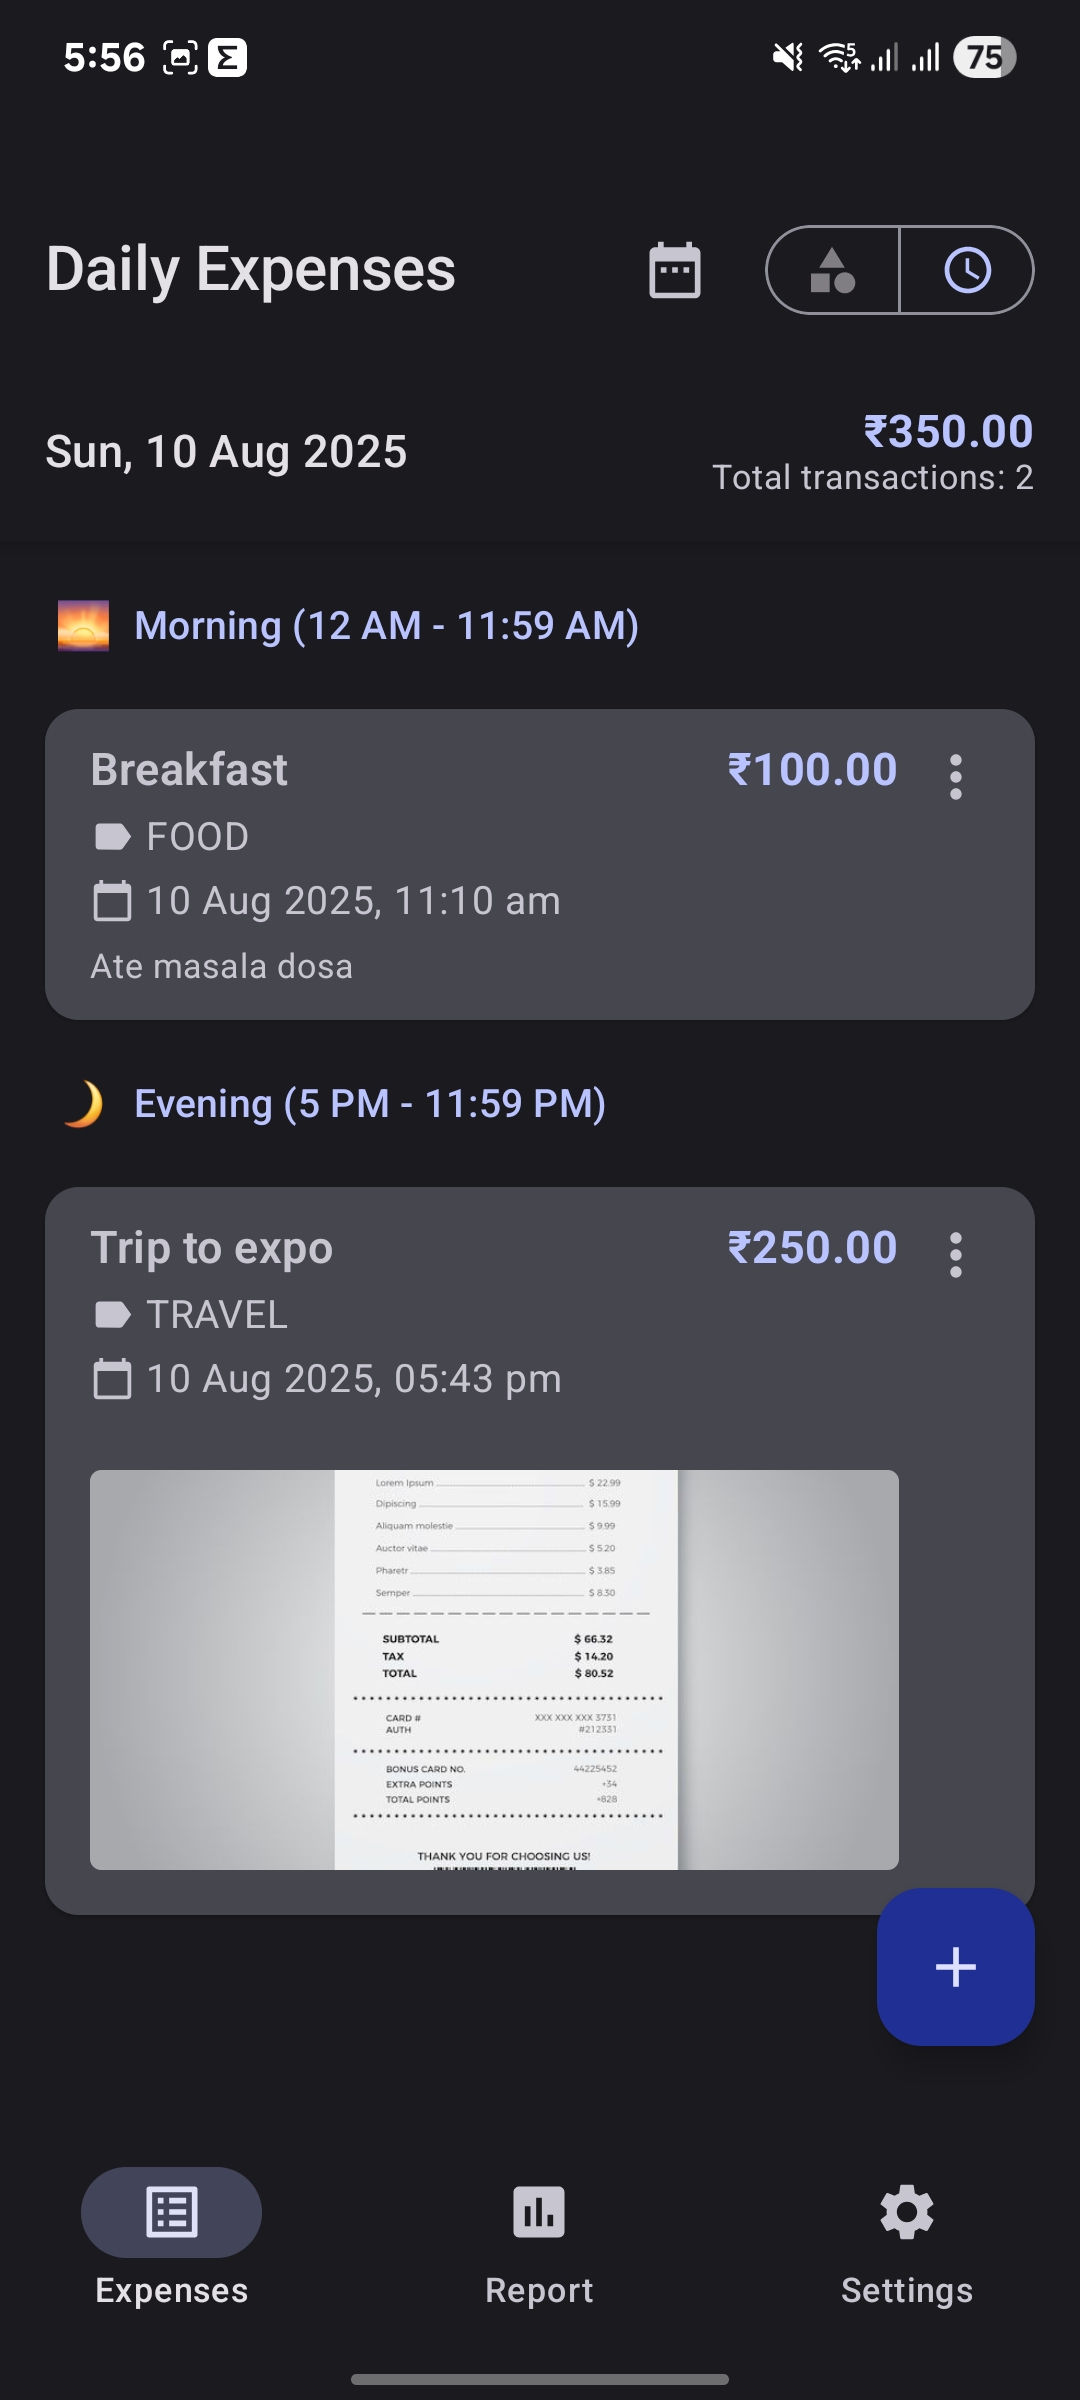 5:56
75
Daily Expenses
Sun, 10 Aug 2025
₹350.00
Total transactions: 2
Morning (12 AM - 11:59 AM)
Breakfast ₹100.00
FOOD
10 Aug 2025, 11:10 am
Ate masala dosa
Evening (5 PM - 11:59 PM)
Trip to expo ₹250.00
TRAVEL
10 Aug 2025, 05:43 pm
Lorem Ipsum $ 22.99
Dipiscing $ 15.99
Aliquam molestie $ 9.99
Auctor vitae $ 5.20
Pharetr $ 3.85
Semper $ 8.30
SUBTOTAL $ 66.32
TAX $ 14.20
TOTAL $ 80.52
CARD # XXX XXX XXX 3731
AUTH #212331
BONUS CARD NO. 44225452
EXTRA POINTS +34
TOTAL POINTS +828
THANK YOU FOR CHOOSING US!
Expenses Report Settings